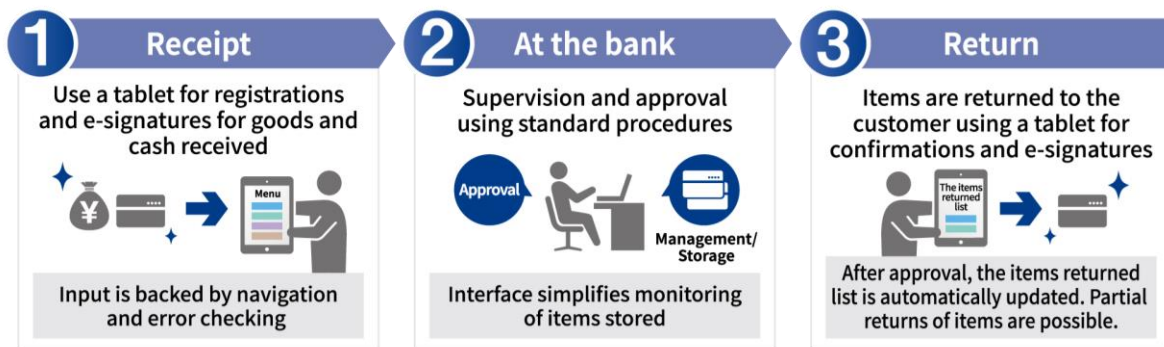 1 Receipt
Use a tablet for registrations
and e-signatures for goods and
cash received
¥
Menu
Input is backed by navigation
and error checking
2 At the bank
Supervision and approval
using standard procedures
Approval
Management/
Storage
Interface simplifies monitoring
of items stored
3 Return
Items are returned to the
customer using a tablet for
confirmations and e-signatures
The items
returned
list
After approval, the items returned
list is automatically updated. Partial
returns of items are possible.